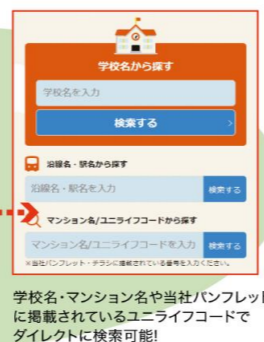 学校名から探す
学校名を入力
検索する
沿線名・駅名から探す
沿線名・駅名を入力
検索する
マンション名/ユニライフコードから探す
マンション名/ユニライフコードを入力
検索する
※当社パンフレット・チラシに掲載されている番号を入力ください。
学校名・マンション名や当社パンフレット
に掲載されているユニライフコードで
ダイレクトに検索可能!